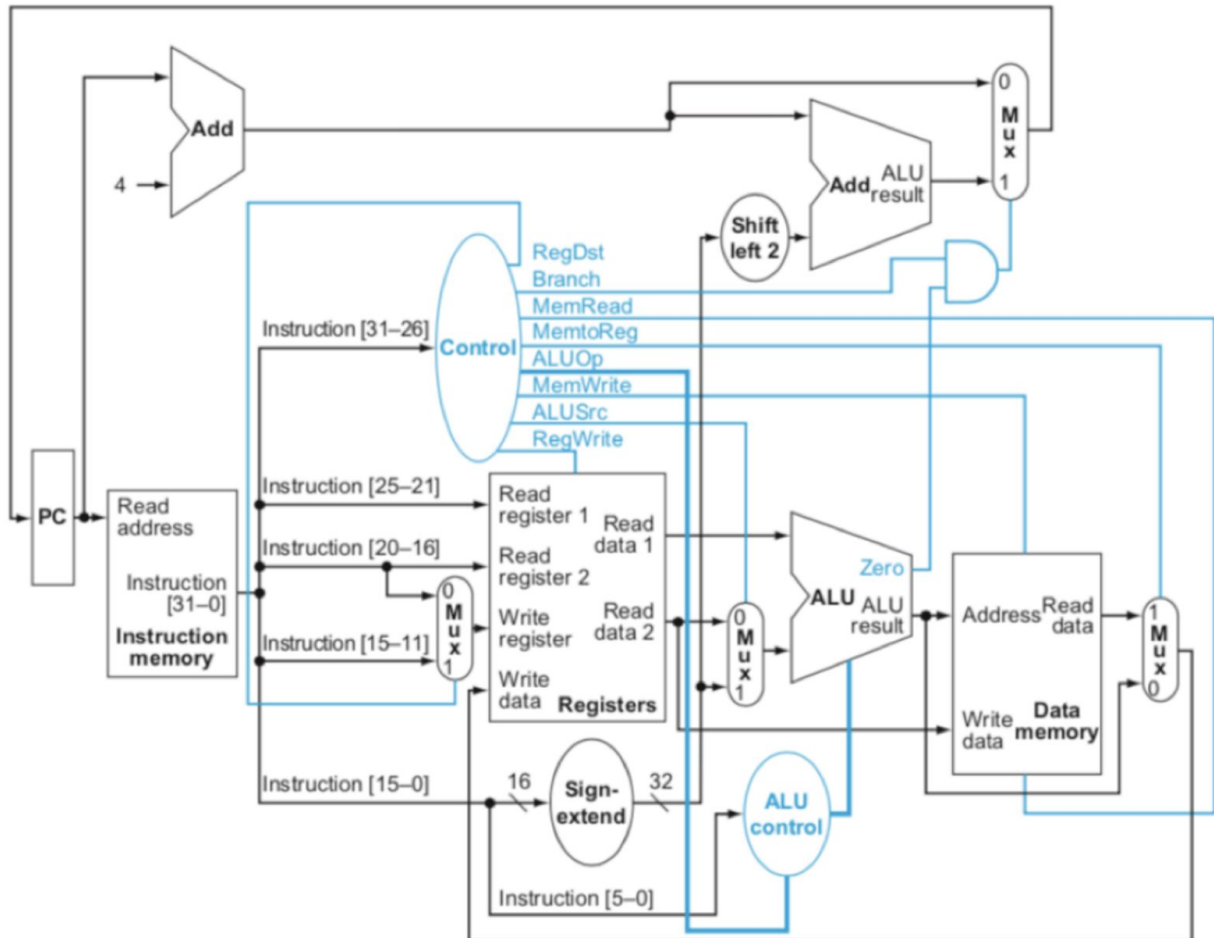 0
M
u
x
1
Add
ALU
Add result
4
Shift
left 2
RegDst
Branch
MemRead
MemtoReg
ALUOp
MemWrite
ALUSrc
RegWrite
Control
Instruction [31–26]
Instruction [25–21]
Instruction [20–16]
Instruction [15–11]
Instruction [15–0]
Instruction [5–0]
PC
Read
address
Instruction
[31–0]
Instruction
memory
0
M
u
x
1
Read
register 1
Read
register 2
Write
register
Write
data
Read
data 1
Read
data 2
Registers
0
M
u
x
1
Zero
ALU
ALU
result
Address
Read
data
Write
data
Data
memory
1
M
u
x
0
16
Sign-
extend
32
ALU
control